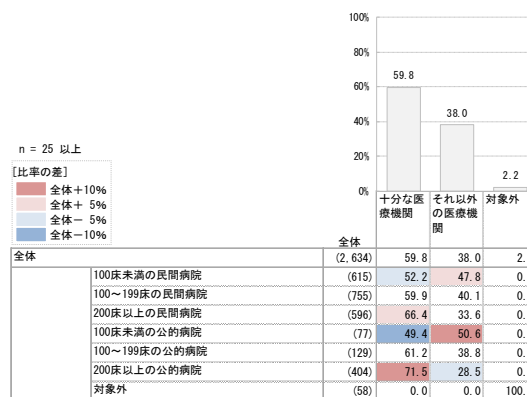 100%
80%
60%
40%
20%
0%
59.8
38.0
2.2
n = 25 以上
[比率の差]
全体+10%
全体+ 5%
全体- 5%
全体-10%
全体
十分な医療機関
それ以外の医療機関
対象外
全体 (2,634) 59.8 38.0 2.
100床未満の民間病院 (615) 52.2 47.8 0.
100~199床の民間病院 (755) 59.9 40.1 0.
200床以上の民間病院 (596) 66.4 33.6 0.
100床未満の公的病院 (77) 49.4 50.6 0.
100~199床の公的病院 (129) 61.2 38.8 0.
200床以上の公的病院 (404) 71.5 28.5 0.
対象外 (58) 0.0 0.0 100.